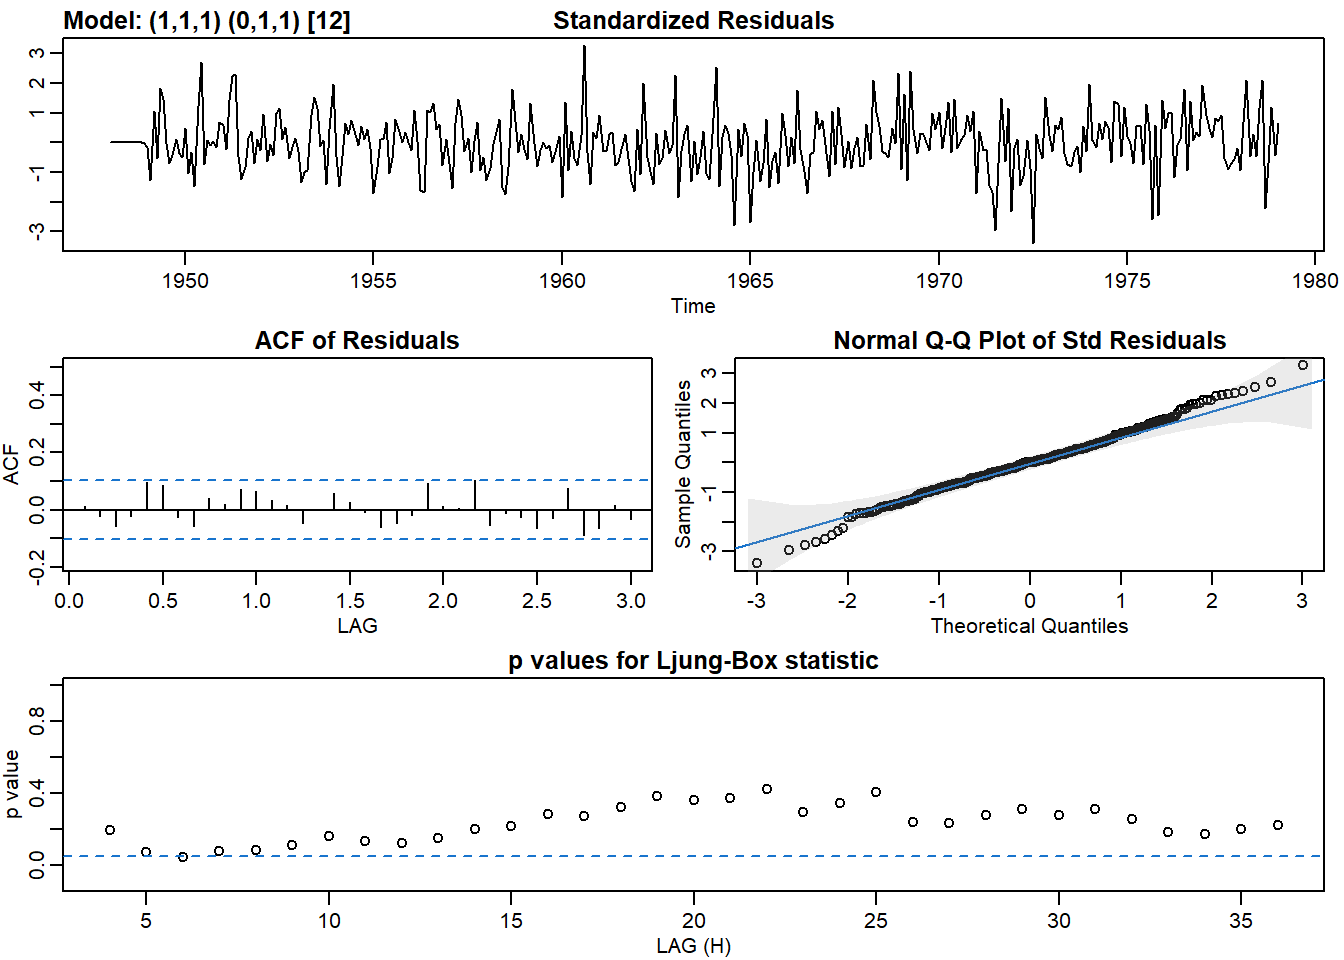 Model: (1,1,1) (0,1,1) [12]
Standardized Residuals
3
2
1
-1
-3
1950 1955 1960 1965 1970 1975 1980
Time
ACF of Residuals
ACF
0.4
0.2
0.0
-0.2
0.0 0.5 1.0 1.5 2.0 2.5 3.0
LAG
Normal Q-Q Plot of Std Residuals
Sample Quantiles
3
2
1
-1
-3
-3 -2 -1 0 1 2 3
Theoretical Quantiles
p values for Ljung-Box statistic
p value
0.8
0.4
0.0
5 10 15 20 25 30 35
LAG (H)